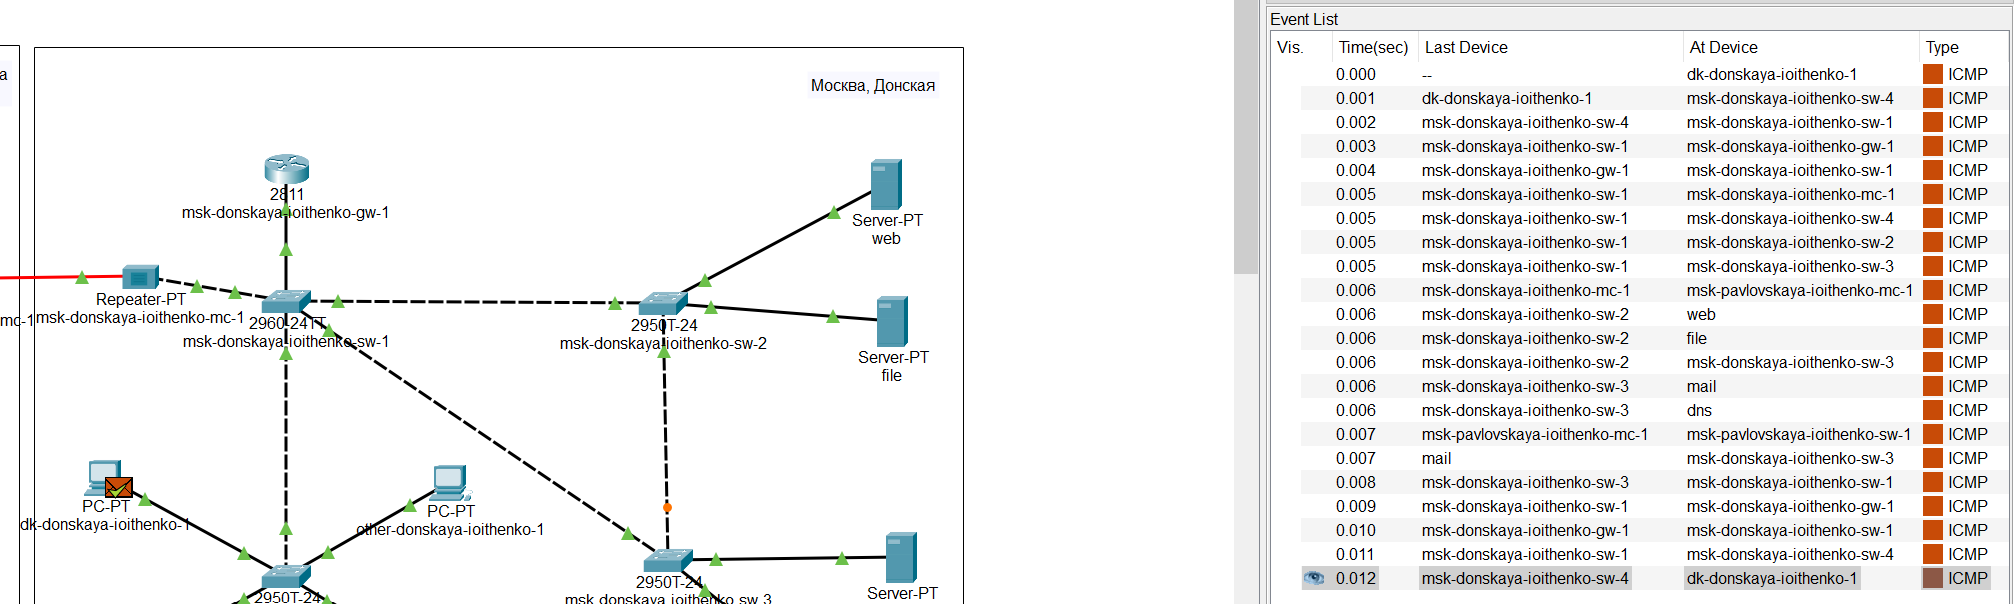 а
Москва, Донская
2811
msk-donskaya-ioithenko-gw-1
Server-PT
web
Repeater-PT
mc-1
msk-donskaya-ioithenko-mc-1
2960-24TT
msk-donskaya-ioithenko-sw-1
2950T-24
msk-donskaya-ioithenko-sw-2
Server-PT
file
PC-PT
dk-donskaya-ioithenko-1
PC-PT
other-donskaya-ioithenko-1
2950T-24
2950T-24
msk-donskaya-ioithenko-sw-3
Server-PT
Event List
Vis. Time(sec) Last Device At Device Type
0.000 -- dk-donskaya-ioithenko-1 ICMP
0.001 dk-donskaya-ioithenko-1 msk-donskaya-ioithenko-sw-4 ICMP
0.002 msk-donskaya-ioithenko-sw-4 msk-donskaya-ioithenko-sw-1 ICMP
0.003 msk-donskaya-ioithenko-sw-1 msk-donskaya-ioithenko-gw-1 ICMP
0.004 msk-donskaya-ioithenko-gw-1 msk-donskaya-ioithenko-sw-1 ICMP
0.005 msk-donskaya-ioithenko-sw-1 msk-donskaya-ioithenko-mc-1 ICMP
0.005 msk-donskaya-ioithenko-sw-1 msk-donskaya-ioithenko-sw-4 ICMP
0.005 msk-donskaya-ioithenko-sw-1 msk-donskaya-ioithenko-sw-2 ICMP
0.005 msk-donskaya-ioithenko-sw-1 msk-donskaya-ioithenko-sw-3 ICMP
0.006 msk-donskaya-ioithenko-mc-1 msk-pavlovskaya-ioithenko-mc-1 ICMP
0.006 msk-donskaya-ioithenko-sw-2 web ICMP
0.006 msk-donskaya-ioithenko-sw-2 file ICMP
0.006 msk-donskaya-ioithenko-sw-2 msk-donskaya-ioithenko-sw-3 ICMP
0.006 msk-donskaya-ioithenko-sw-3 mail ICMP
0.006 msk-donskaya-ioithenko-sw-3 dns ICMP
0.007 msk-pavlovskaya-ioithenko-mc-1 msk-pavlovskaya-ioithenko-sw-1 ICMP
0.007 mail msk-donskaya-ioithenko-sw-3 ICMP
0.008 msk-donskaya-ioithenko-sw-3 msk-donskaya-ioithenko-sw-1 ICMP
0.009 msk-donskaya-ioithenko-sw-1 msk-donskaya-ioithenko-gw-1 ICMP
0.010 msk-donskaya-ioithenko-gw-1 msk-donskaya-ioithenko-sw-1 ICMP
0.011 msk-donskaya-ioithenko-sw-1 msk-donskaya-ioithenko-sw-4 ICMP
0.012 msk-donskaya-ioithenko-sw-4 dk-donskaya-ioithenko-1 ICMP